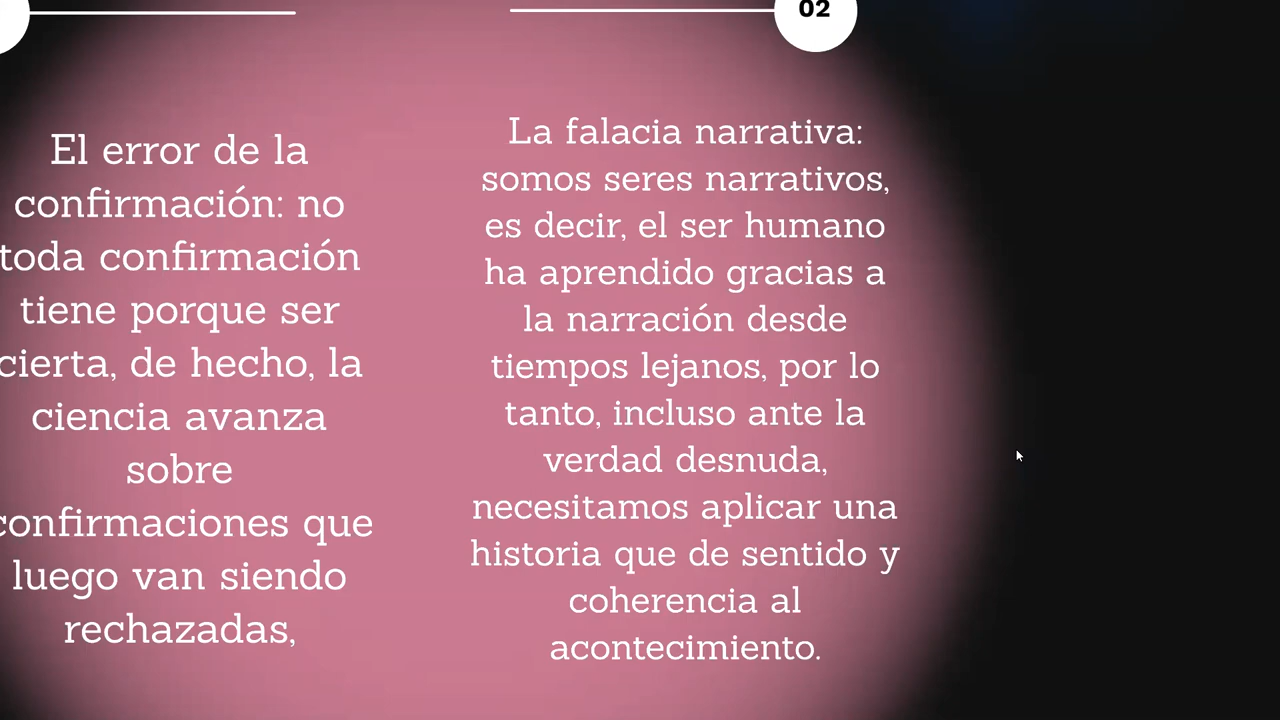 02
El error de la
confirmación: no
toda confirmación
tiene porque ser
cierta, de hecho, la
ciencia avanza
sobre
confirmaciones que
luego van siendo
rechazadas,
La falacia narrativa:
somos seres narrativos,
es decir, el ser humano
ha aprendido gracias a
la narración desde
tiempos lejanos, por lo
tanto, incluso ante la
verdad desnuda,
necesitamos aplicar una
historia que de sentido y
coherencia al
acontecimiento.